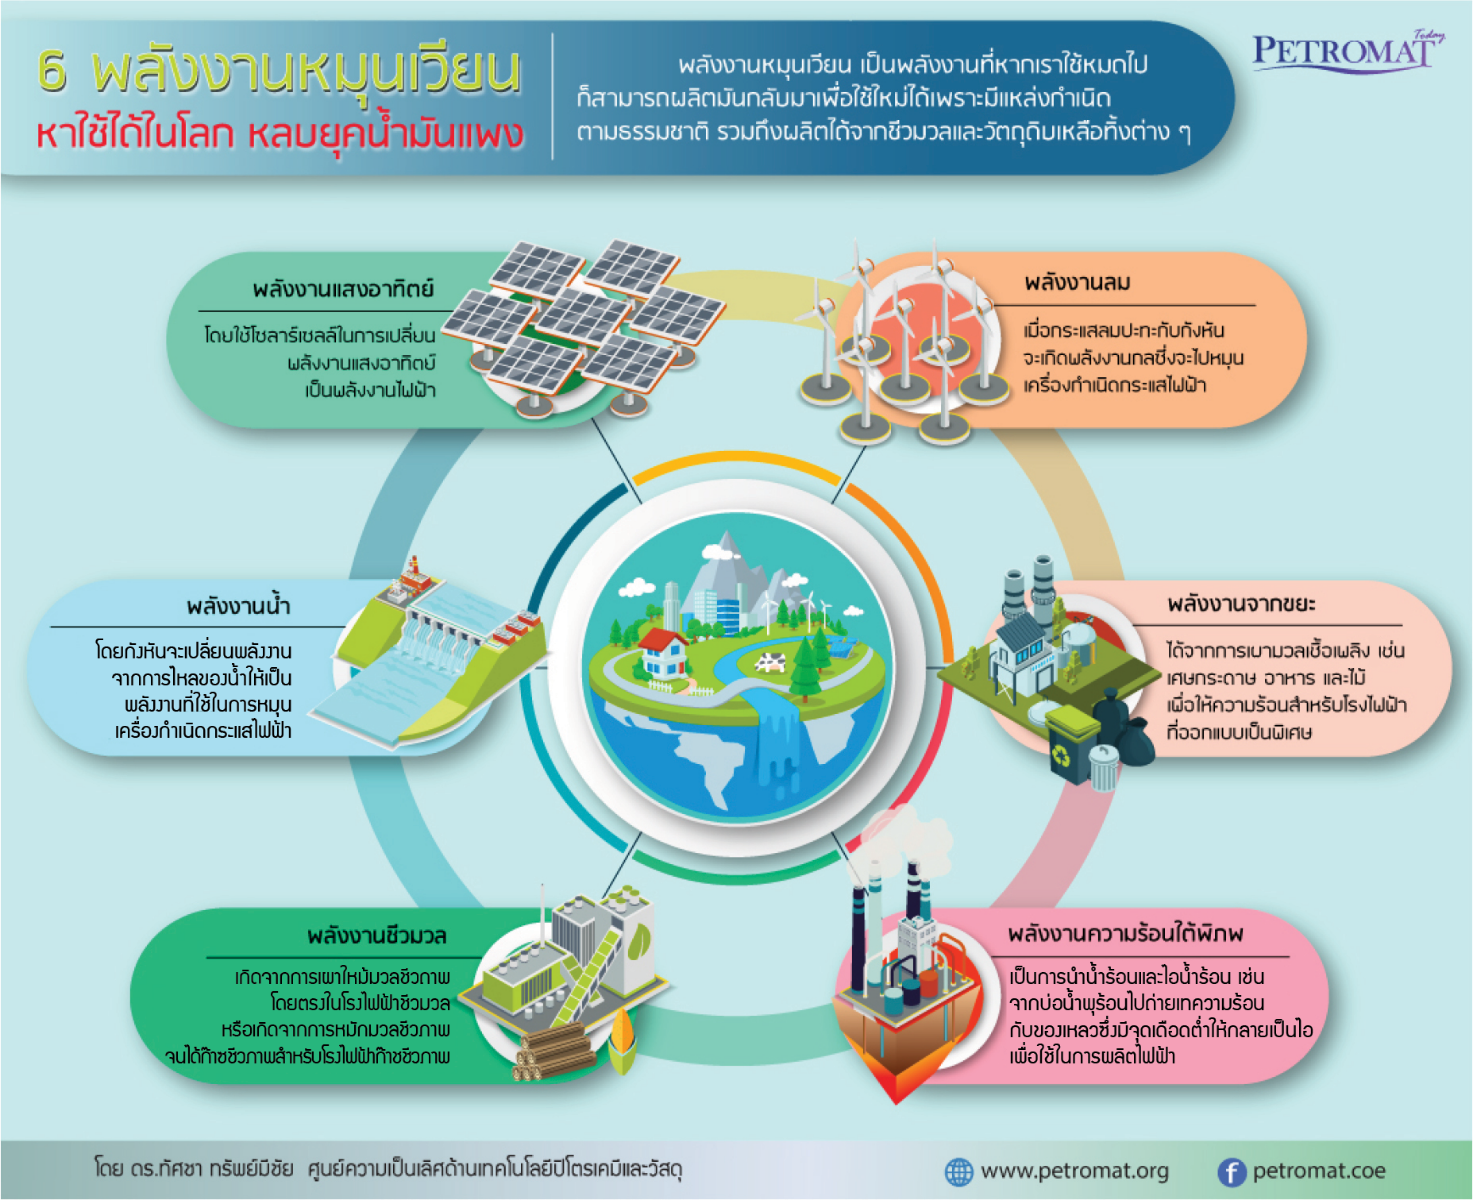 6 พลังงานหมุนเวียน
หาใช้ได้ในโลก หลบยุคน้ำมันแพง
พลังงานหมุนเวียน เป็นพลังงานที่หากเราใช้หมดไป
ก็สามารถผลิตมันกลับมาเพื่อใช้ใหม่ได้เพราะมีแหล่งกำเนิด
ตามธรรมชาติ รวมถึงผลิตได้จากชีวมวลและวัตถุดิบเหลือทิ้งต่าง ๆ
PETROMAT Today
พลังงานแสงอาทิตย์
โดยใช้โซลาร์เซลล์ในการเปลี่ยน
พลังงานแสงอาทิตย์
เป็นพลังงานไฟฟ้า
พลังงานลม
เมื่อกระแสลมปะทะกับกังหัน
จะเกิดพลังงานกลซึ่งจะไปหมุน
เครื่องกำเนิดกระแสไฟฟ้า
พลังงานน้ำ
โดยกังหันจะเปลี่ยนพลังงาน
จากการไหลของน้ำให้เป็น
พลังงานที่ใช้ในการหมุน
เครื่องกำเนิดกระแสไฟฟ้า
พลังงานจากขยะ
ได้จากการเผามวลเชื้อเพลิง เช่น
เศษกระดาษ อาหาร และไม้
เพื่อให้ความร้อนสำหรับโรงไฟฟ้า
ที่ออกแบบเป็นพิเศษ
พลังงานชีวมวล
เกิดจากการเผาไหม้มวลชีวภาพ
โดยตรงในโรงไฟฟ้าชีวมวล
หรือเกิดจากการหมักมวลชีวภาพ
จนได้ก๊าซชีวภาพสำหรับโรงไฟฟ้าก๊าซชีวภาพ
พลังงานความร้อนใต้พิภพ
เป็นการนำน้ำร้อนและไอน้ำร้อน เช่น
จากบ่อน้ำพุร้อนไปถ่ายเทความร้อน
กับของเหลวซึ่งมีจุดเดือดต่ำให้กลายเป็นไอ
เพื่อใช้ในการผลิตไฟฟ้า
โดย ดร.ทัศชา ทรัพย์มีชัย ศูนย์ความเป็นเลิศด้านเทคโนโลยีปิโตรเคมีและวัสดุ
www.petromat.org
petromat.coe